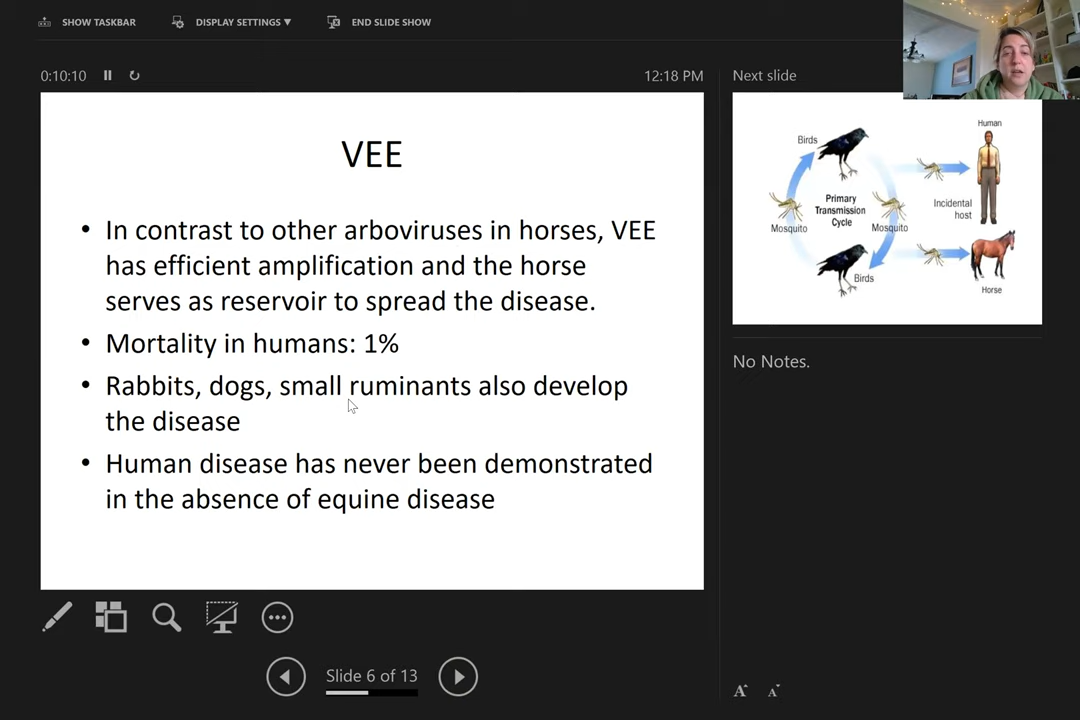 SHOW TASKBAR
DISPLAY SETTINGS ▼
END SLIDE SHOW
0:10:10
12:18 PM
Next slide
VEE
• In contrast to other arboviruses in horses, VEE
has efficient amplification and the horse
serves as reservoir to spread the disease.
• Mortality in humans: 1%
• Rabbits, dogs, small ruminants also develop
the disease
• Human disease has never been demonstrated
in the absence of equine disease
Human
Birds
Primary
Transmission
Cycle
Incidental
host
Mosquito
Mosquito
Birds
Horse
No Notes.
Slide 6 of 13
A
A